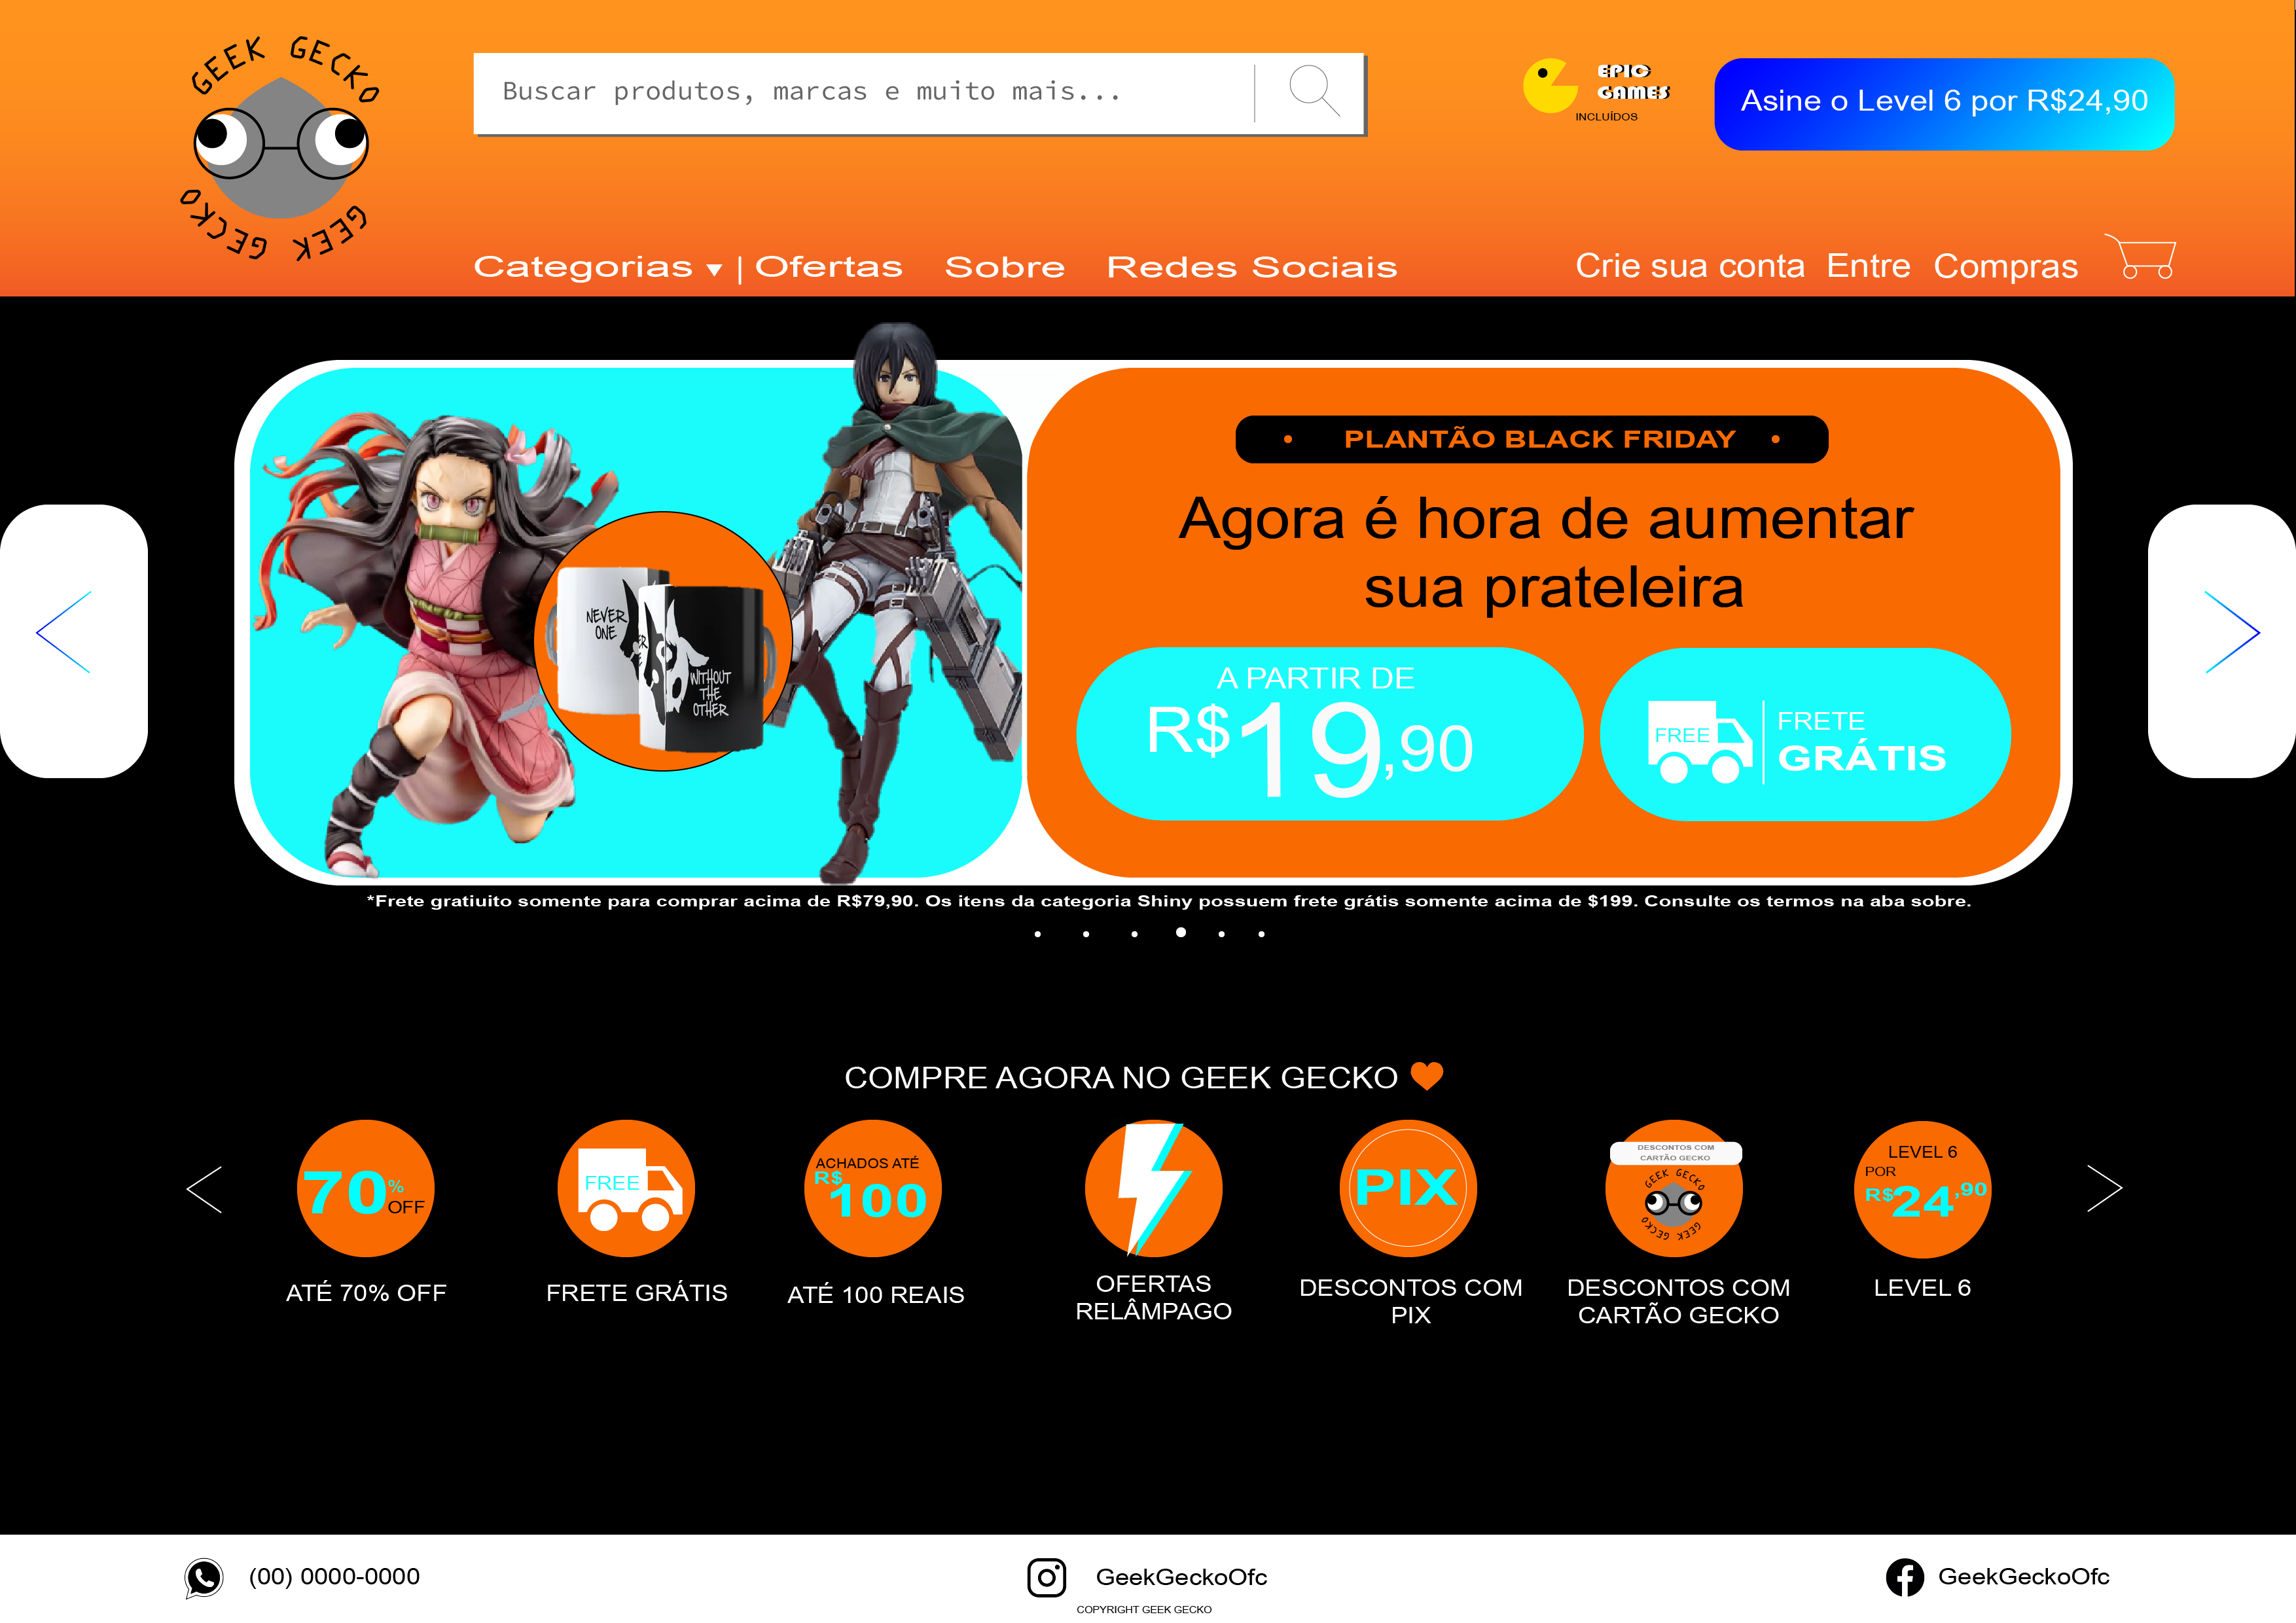 GEEK GECKO
GEEK GECKO
Buscar produtos, marcas e muito mais...
EPIC
GAMES
INCLUÍDOS
Asine o Level 6 por R$24,90
Categorias ▾ | Ofertas Sobre Redes Sociais
Crie sua conta Entre Compras
• PLANTÃO BLACK FRIDAY •
Agora é hora de aumentar
sua prateleira
NEVER
ONE
WITHOUT
THE
OTHER
A PARTIR DE
R$19,90
FREE
FRETE
GRÁTIS
*Frete gratiuito somente para comprar acima de R$79,90. Os itens da categoria Shiny possuem frete grátis somente acima de $199. Consulte os termos na aba sobre.
COMPRE AGORA NO GEEK GECKO
70% OFF
FREE
ACHADOS ATÉ
R$100
PIX
DESCONTOS COM
CARTÃO GECKO
GEEK GECKO
GEEK GECKO
LEVEL 6
POR
R$24,90
ATÉ 70% OFF
FRETE GRÁTIS
ATÉ 100 REAIS
OFERTAS
RELÂMPAGO
DESCONTOS COM
PIX
DESCONTOS COM
CARTÃO GECKO
LEVEL 6
(00) 0000-0000
GeekGeckoOfc
GeekGeckoOfc
COPYRIGHT GEEK GECKO